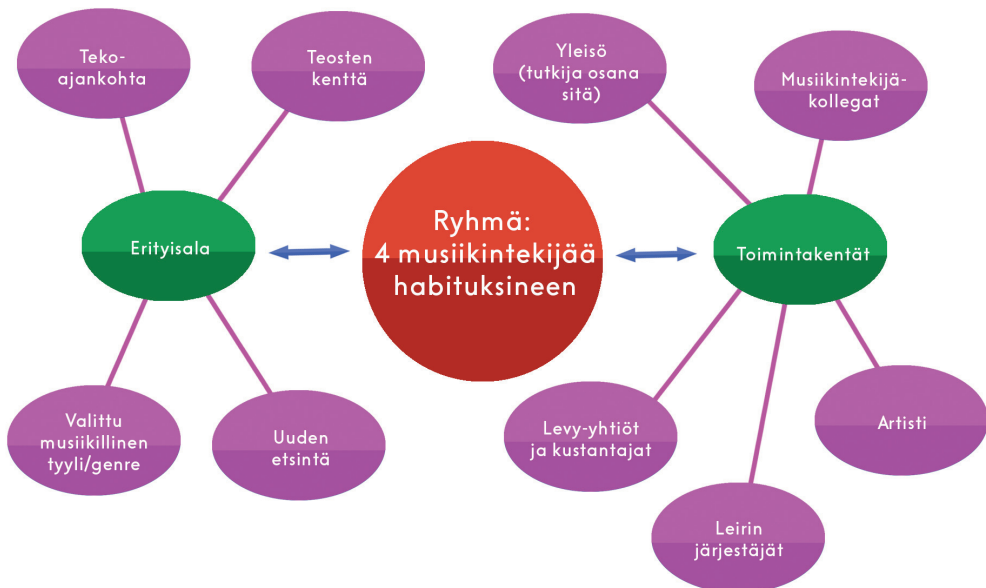 Teko-
ajankohta
Teosten
kenttä
Yleisö
(tutkija osana
sitä)
Musiikintekijä-
kollegat
Erityisala
Ryhmä:
4 musiikintekijää
habituksineen
Toimintakentät
Valittu
musiikillinen
tyyli/genre
Uuden
etsintä
Levy-yhtiöt
ja kustantajat
Artisti
Leirin
järjestäjät